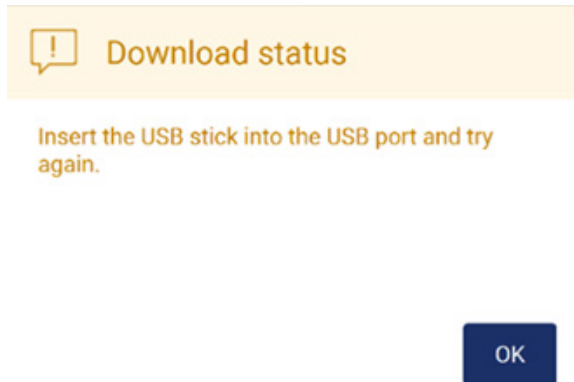 Download status
Insert the USB stick into the USB port and try
again.
OK